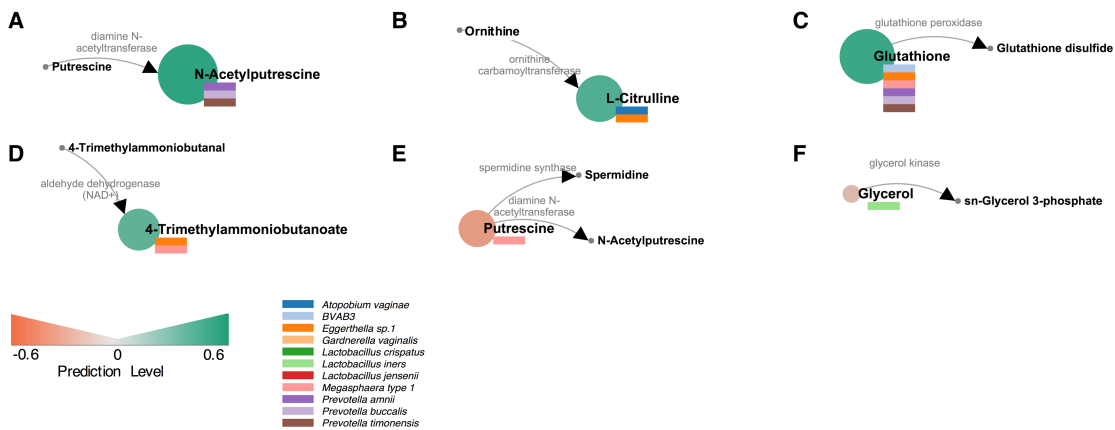 A
diamine N-
acetyltransferase
Putrescine
N-Acetylputrescine
B
Ornithine
ornithine
carbamoyltransferase
L-Citrulline
C
glutathione peroxidase
Glutathione disulfide
Glutathione
D
4-Trimethylammoniobutanal
aldehyde dehydrogenase
(NAD+)
4-Trimethylammoniobutanoate
E
spermidine synthase
Spermidine
diamine N-
acetyltransferase
Putrescine
N-Acetylputrescine
F
glycerol kinase
Glycerol
sn-Glycerol 3-phosphate
-0.6
0
0.6
Prediction Level
Atopobium vaginae
BVAB3
Eggerthella sp.1
Gardnerella vaginalis
Lactobacillus crispatus
Lactobacillus iners
Lactobacillus jensenii
Megasphaera type 1
Prevotella amnii
Prevotella buccalis
Prevotella timonensis